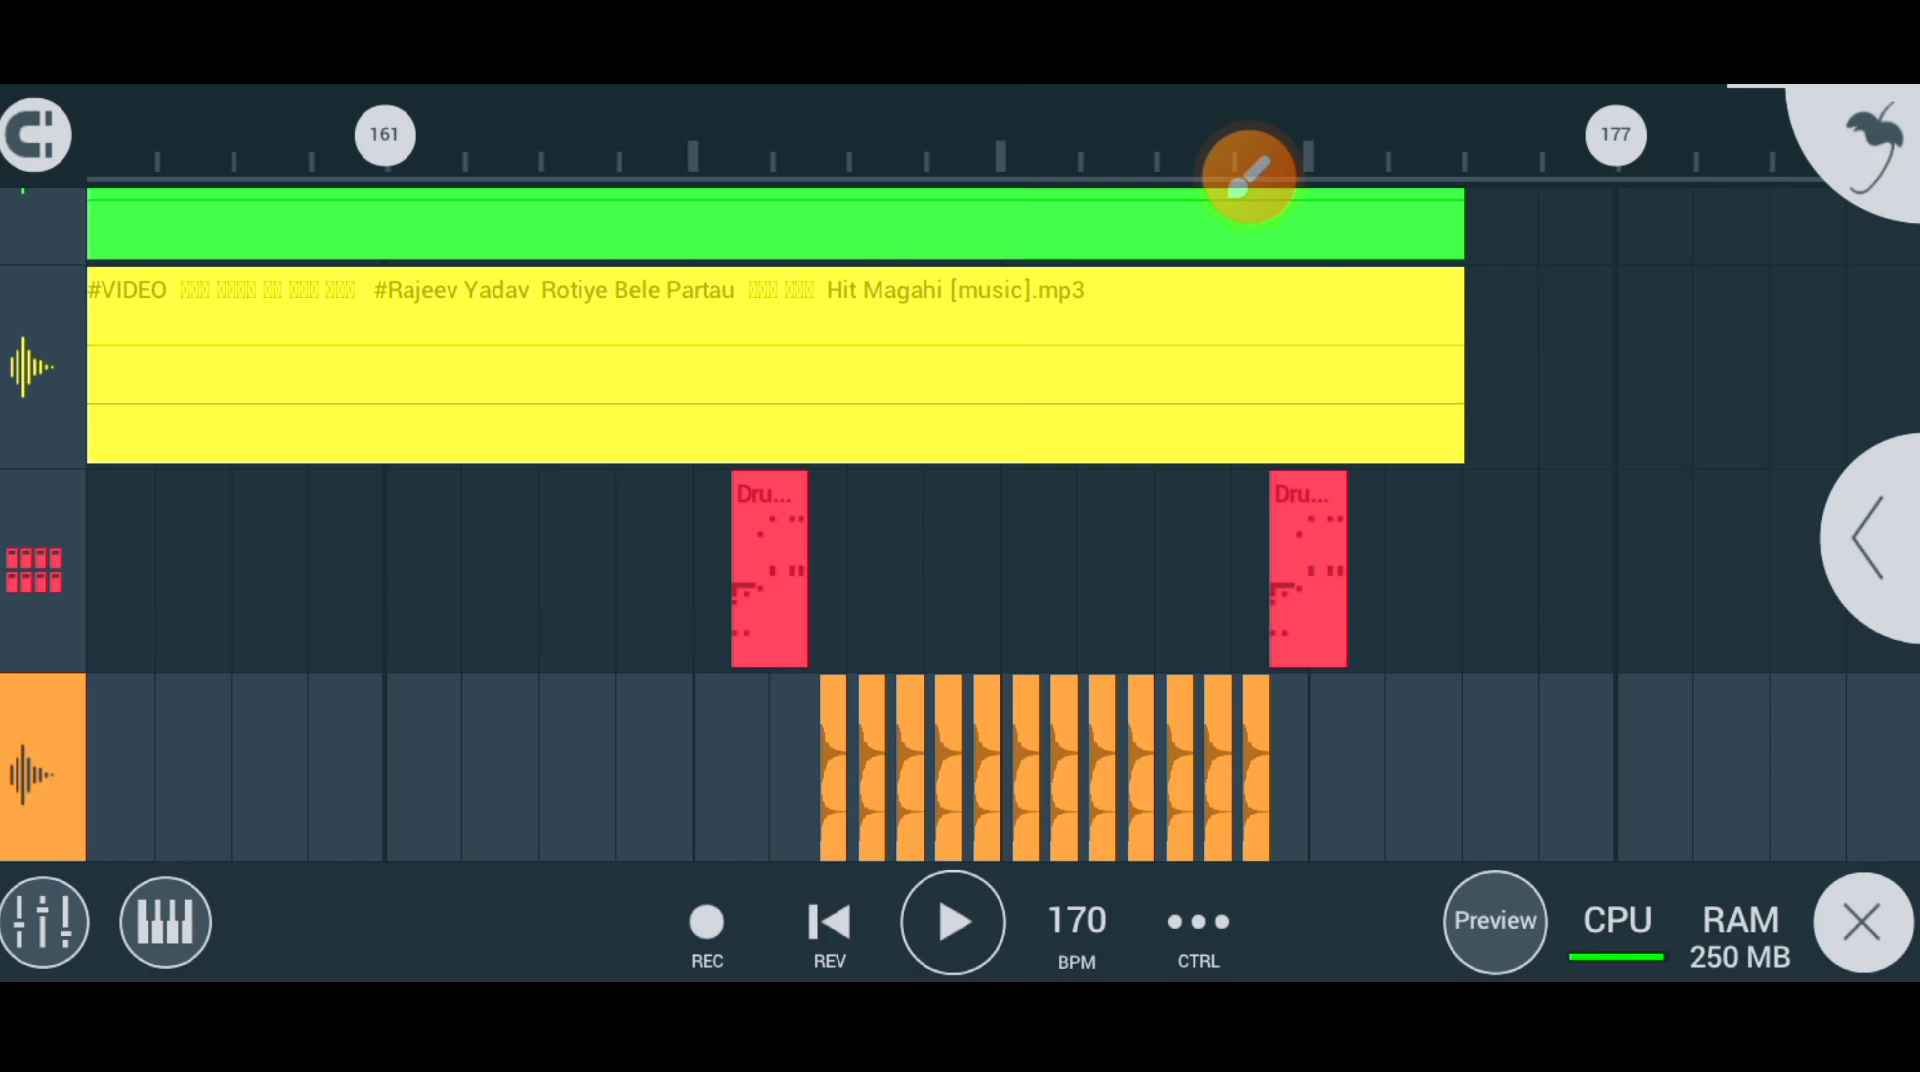 161
177
#VIDEO #Rajeev Yadav Rotiye Bele Partau Hit Magahi [music].mp3
Dru...
Dru...
170
Preview
CPU
RAM
REC
REV
BPM
CTRL
250 MB